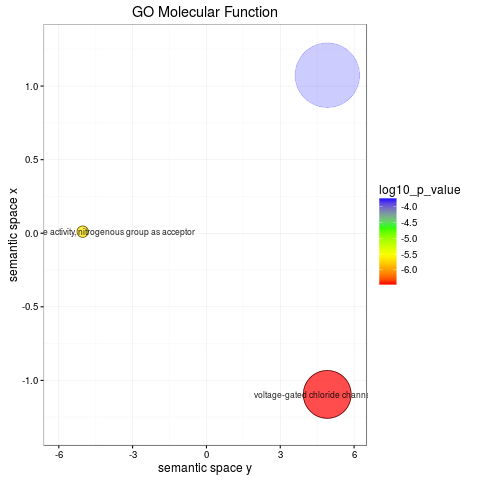 GO Molecular Function
1.0
0.5
0.0
-0.5
-1.0
semantic space x
e activity, nitrogenous group as acceptor
voltage-gated chloride chann
-6
-3
0
3
6
semantic space y
log10_p_value
-4.0
-4.5
-5.0
-5.5
-6.0